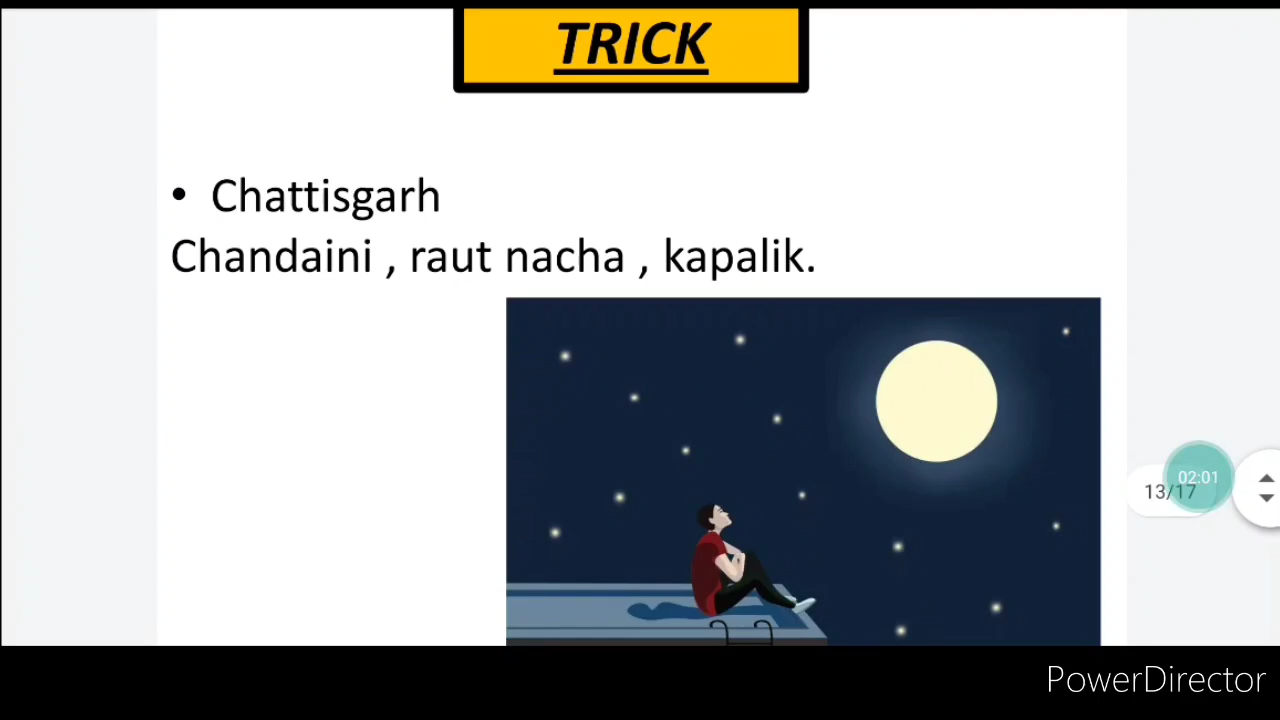 TRICK
• Chattisgarh
Chandaini , raut nacha , kapalik.
02:01
13/17
PowerDirector